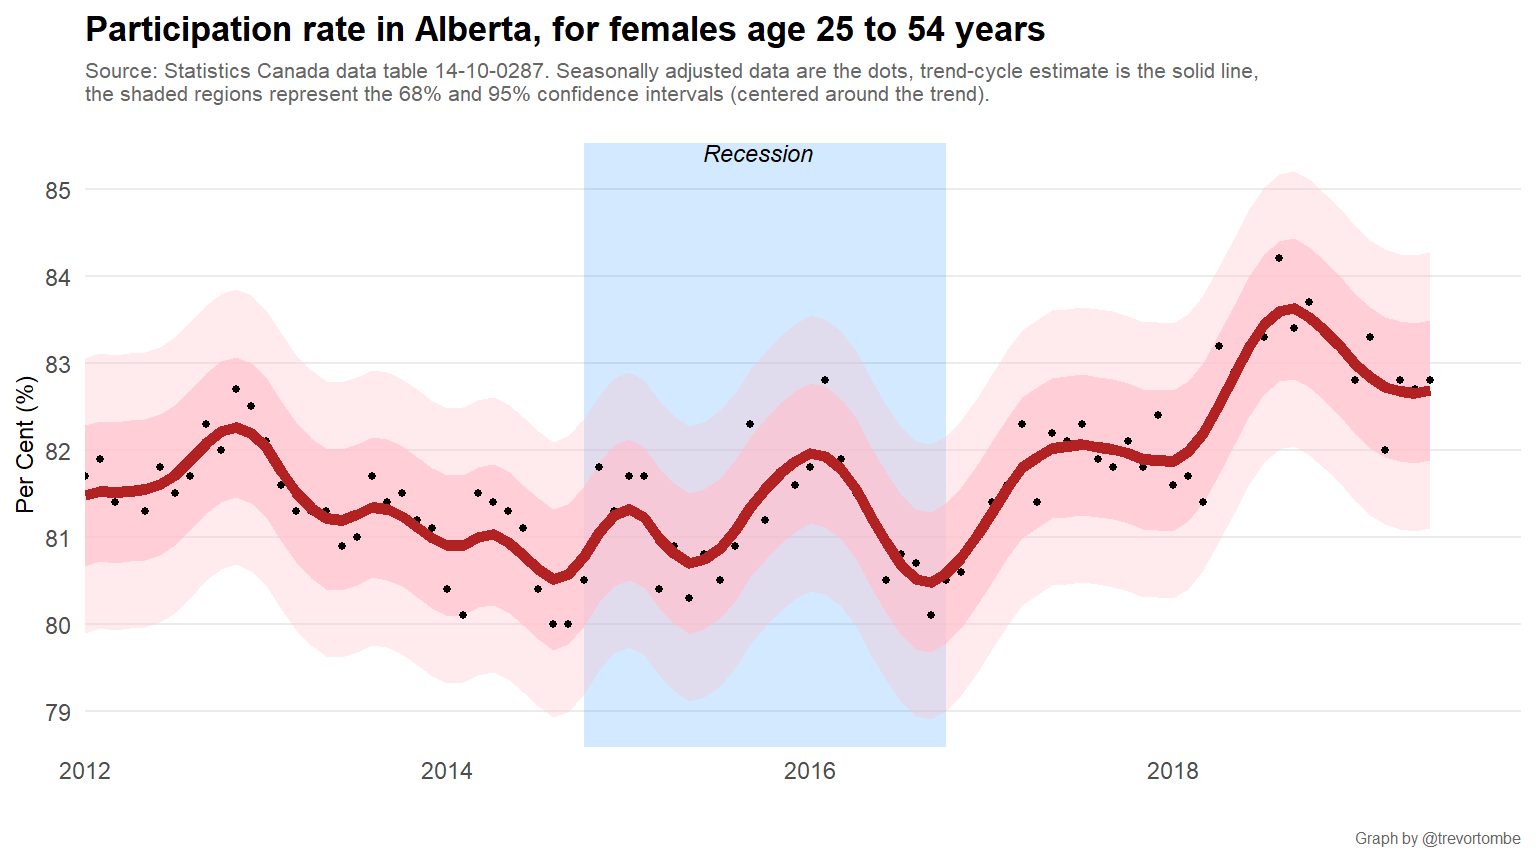 Participation rate in Alberta, for females age 25 to 54 years
Source: Statistics Canada data table 14-10-0287. Seasonally adjusted data are the dots, trend-cycle estimate is the solid line,
the shaded regions represent the 68% and 95% confidence intervals (centered around the trend).
Recession
85
84
83
82
81
80
79
Per Cent (%)
2012 2014 2016 2018
Graph by @trevortombe